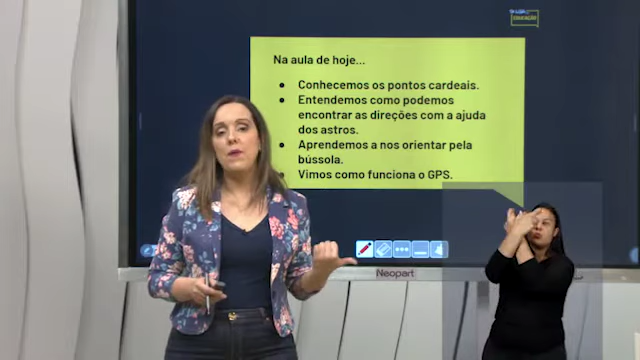 EDUCAÇÃO
Na aula de hoje...
● Conhecemos os pontos cardeais.
● Entendemos como podemos
encontrar as direções com a ajuda
dos astros.
● Aprendemos a nos orientar pela
bússola.
● Vimos como funciona o GPS.
Neopart